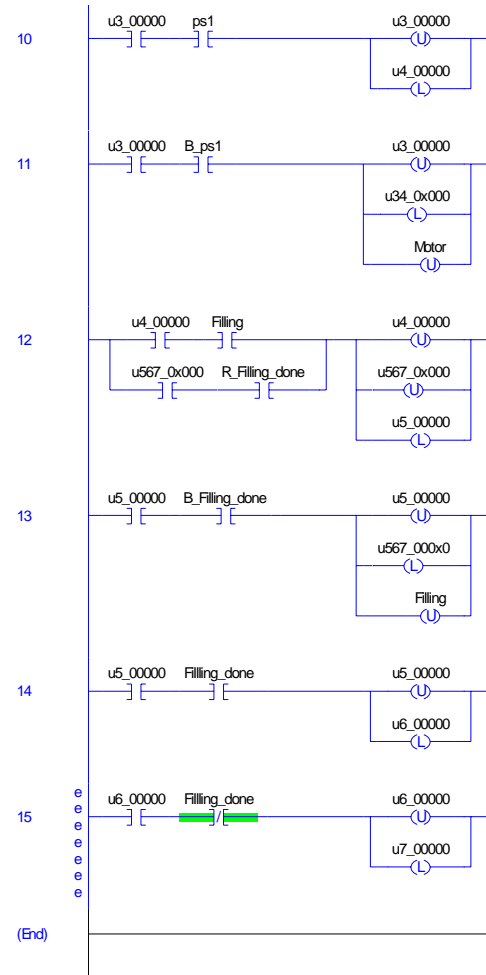 u3_00000 ps1 u3_00000
10 (U)
u4_00000
(L)
u3_00000 B_ps1 u3_00000
11 (U)
u34_0x000
(L)
Motor
(U)
u4_00000 Filling u4_00000
12 (U)
u567_0x000 R_Filling_done u567_0x000
(U)
u5_00000
(L)
u5_00000 B_Filling_done u5_00000
13 (U)
u567_000x0
(L)
Filling
(U)
u5_00000 Fillling_done u5_00000
14 (U)
u6_00000
(L)
e
u6_00000 Fillling_done u6_00000
e
15 e / (U)
e
u7_00000
e
(L)
e
e
(End)